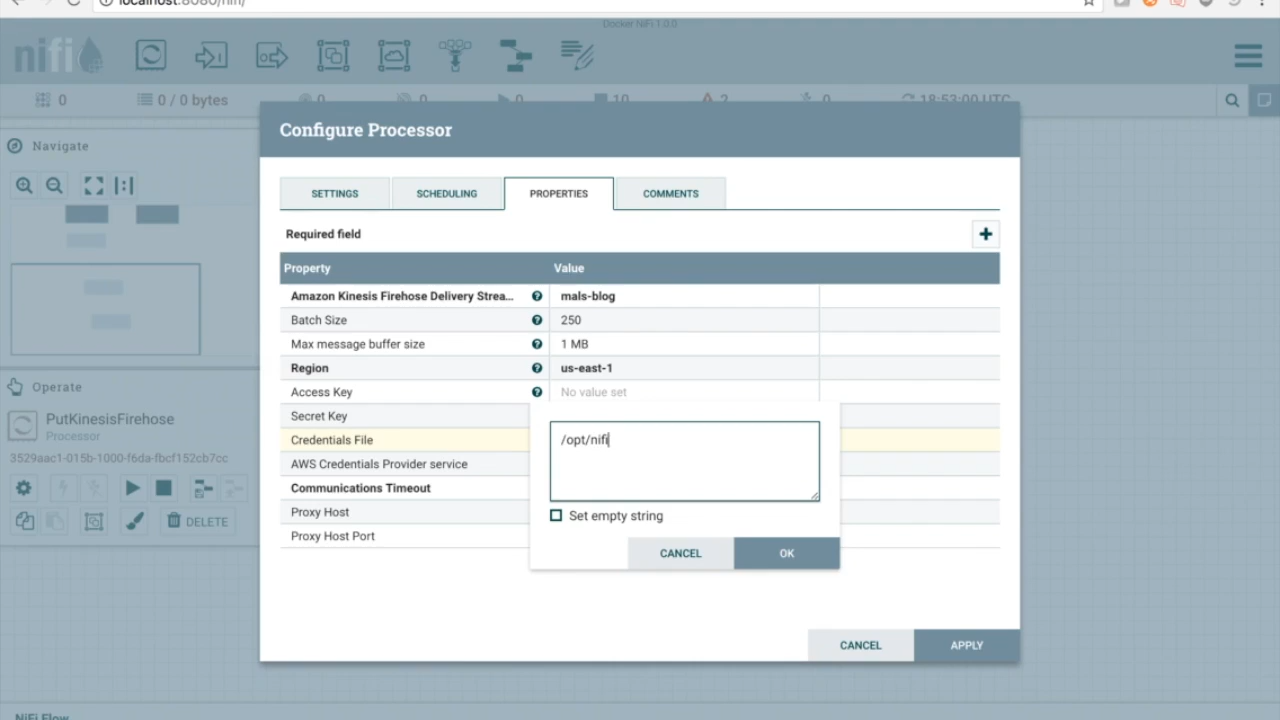 localhost:8080/nifi/
Docker NiFi 1.0.0
nifi
0 0 / 0 bytes 0 0 0 10 2 0 18:53:00 UTC
Configure Processor
Navigate
SETTINGS SCHEDULING PROPERTIES COMMENTS
Required field
Property Value
Amazon Kinesis Firehose Delivery Strea... mals-blog
Batch Size 250
Max message buffer size 1 MB
Region us-east-1
Access Key No value set
Secret Key
Credentials File /opt/nifi
AWS Credentials Provider service
Communications Timeout
Proxy Host
Proxy Host Port
Set empty string
CANCEL OK
CANCEL APPLY
Operate
PutKinesisFirehose
Processor
3529aac1-015b-1000-f6da-fbcf152cb7cc
DELETE
NiFi Flow